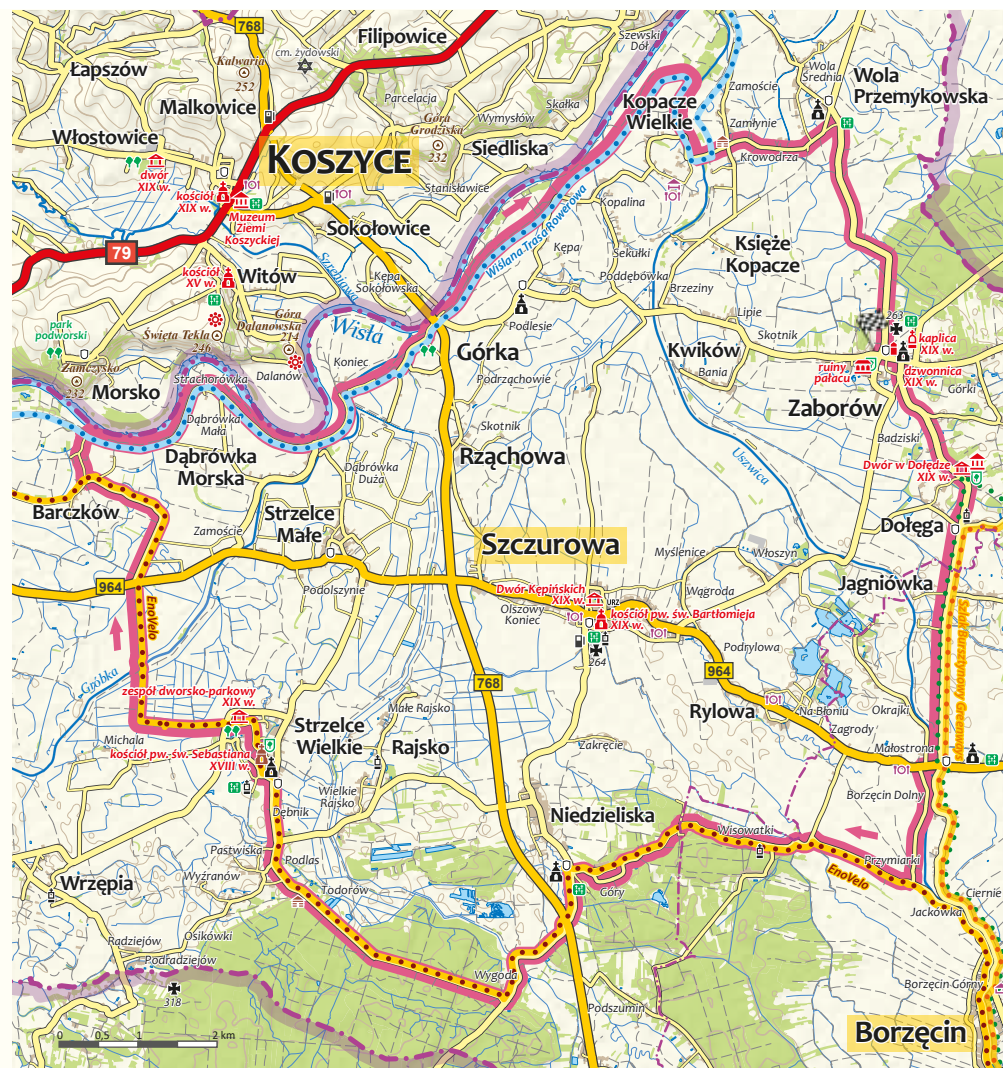 768
Filipowice
Szewski
Dół
Łapszów
Kalwaria
252
cm. żydowski
Parcelacja
Skałka
Wola
Średnia
Zamoście
Wola
Przemykowska
Malkowice
Kopacze
Wielkie
Zamłynie
Włostowice
KOSZYCE
Góra
Grodziska
232
Wymysłów
Siedliska
Krowodrza
dwór
XIX w.
kościół
XIX w.
Muzeum
Ziemi
Koszyckiej
Stanisławice
Kopalina
Wiślana Trasa Rowerowa
79
Sokołowice
Kępa
Sekułki
Księże
Kopacze
kościół
XV w.
Witów
Szreniawa
Kępa
Sokołowska
Poddębówka
Brzeziny
park
podworski
Święta Tekla
246
Góra
Dąlanowska
214
Wisła
Podlesie
Lipie
Skotnik
263
kaplica
XIX w.
Zamczysko
232
Strachorówka
Dalanów
Koniec
Górka
Kwików
Bania
ruiny
pałacu
dzwonnica
XIX w.
Morsko
Podrząchowie
Górki
Dąbrówka
Mała
Skotnik
Zaborów
Badziski
Dąbrówka
Morska
Dąbrówka
Duża
Rząchowa
Uszwica
Dwór w Dołędze
XIX w.
Barczków
Zamoście
Strzelce
Małe
Szczurowa
Dołęga
Myślenice
Włoszyn
964
Podolszynie
Dwór Kępińskich
XIX w.
Olszowy
Koniec
kościół pw. św. Bartłomieja
XIX w.
Wągroda
Jagniówka
EnoVelo
264
Podrylowa
Szlak Bursztynowy Greenways
Gróbka
768
964
zespół dworsko-parkowy
XIX w.
Małe Rajsko
Rylowa
Na Błoniu
Okrajki
Michala
kościół pw. św. Sebastiana
XVIII w.
Strzelce
Wielkie
Rajsko
Zakręcie
Zagrody
Małostrona
Wielkie
Rajsko
Borzęcin Dolny
Dębnik
Niedzieliska
Wisowatki
Pastwiska
Podlas
Przymiarki
Wrzępia
Wyżranów
Todorów
Góry
EnoVelo
Ciernie
Jackówka
Osikówki
Radziejów
Podradziejów
Wygoda
Borzęcin Górny
318
Podszumin
Borzęcin
0 0,5 1 2 km